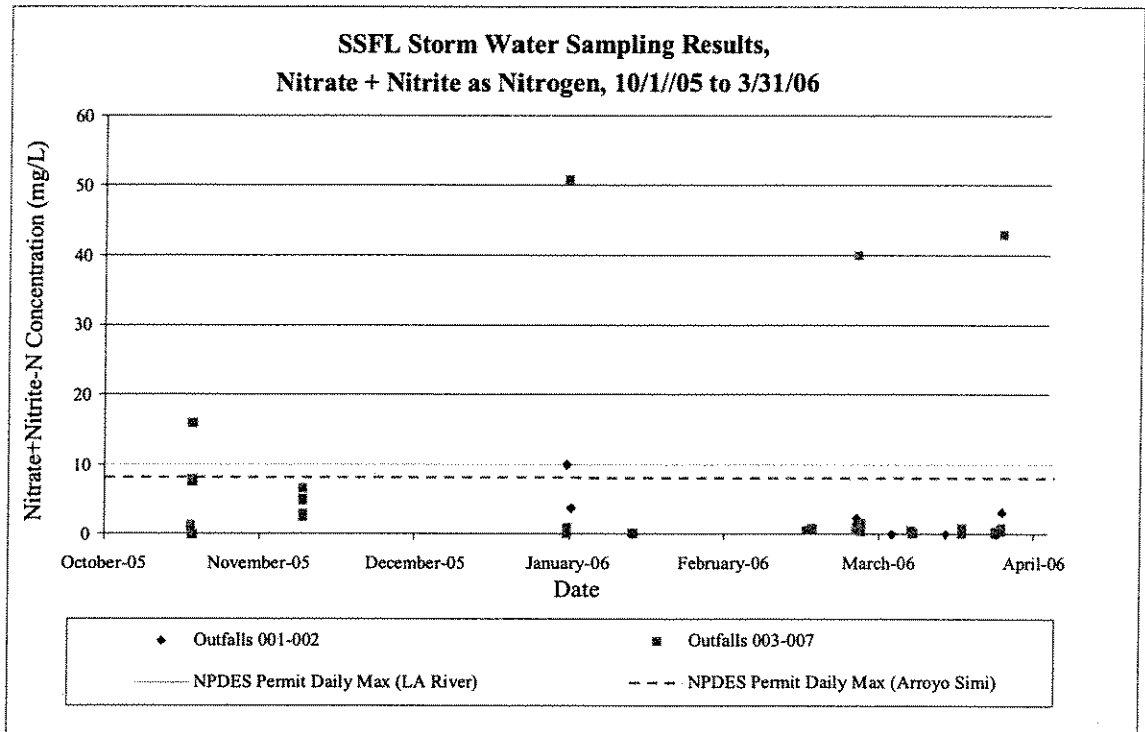 SSFL Storm Water Sampling Results,
Nitrate + Nitrite as Nitrogen, 10/1//05 to 3/31/06
Nitrate+Nitrite-N Concentration (mg/L)
60
50
40
30
20
10
0
October-05 November-05 December-05 January-06 February-06 March-06 April-06
Date
Outfalls 001-002 Outfalls 003-007
NPDES Permit Daily Max (LA River) NPDES Permit Daily Max (Arroyo Simi)